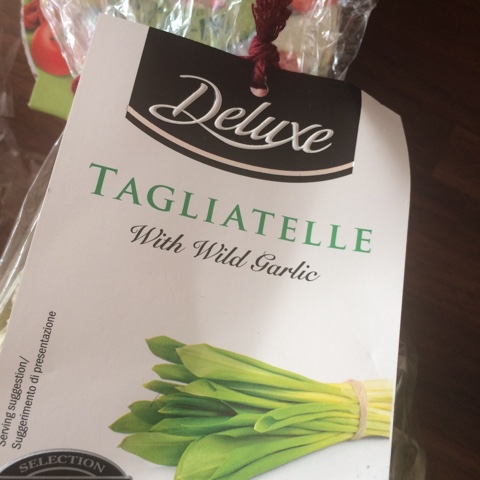 Deluxe
TAGLIATELLE
With Wild Garlic
Serving suggestion/
Suggerimento di presentazione
SELECTION